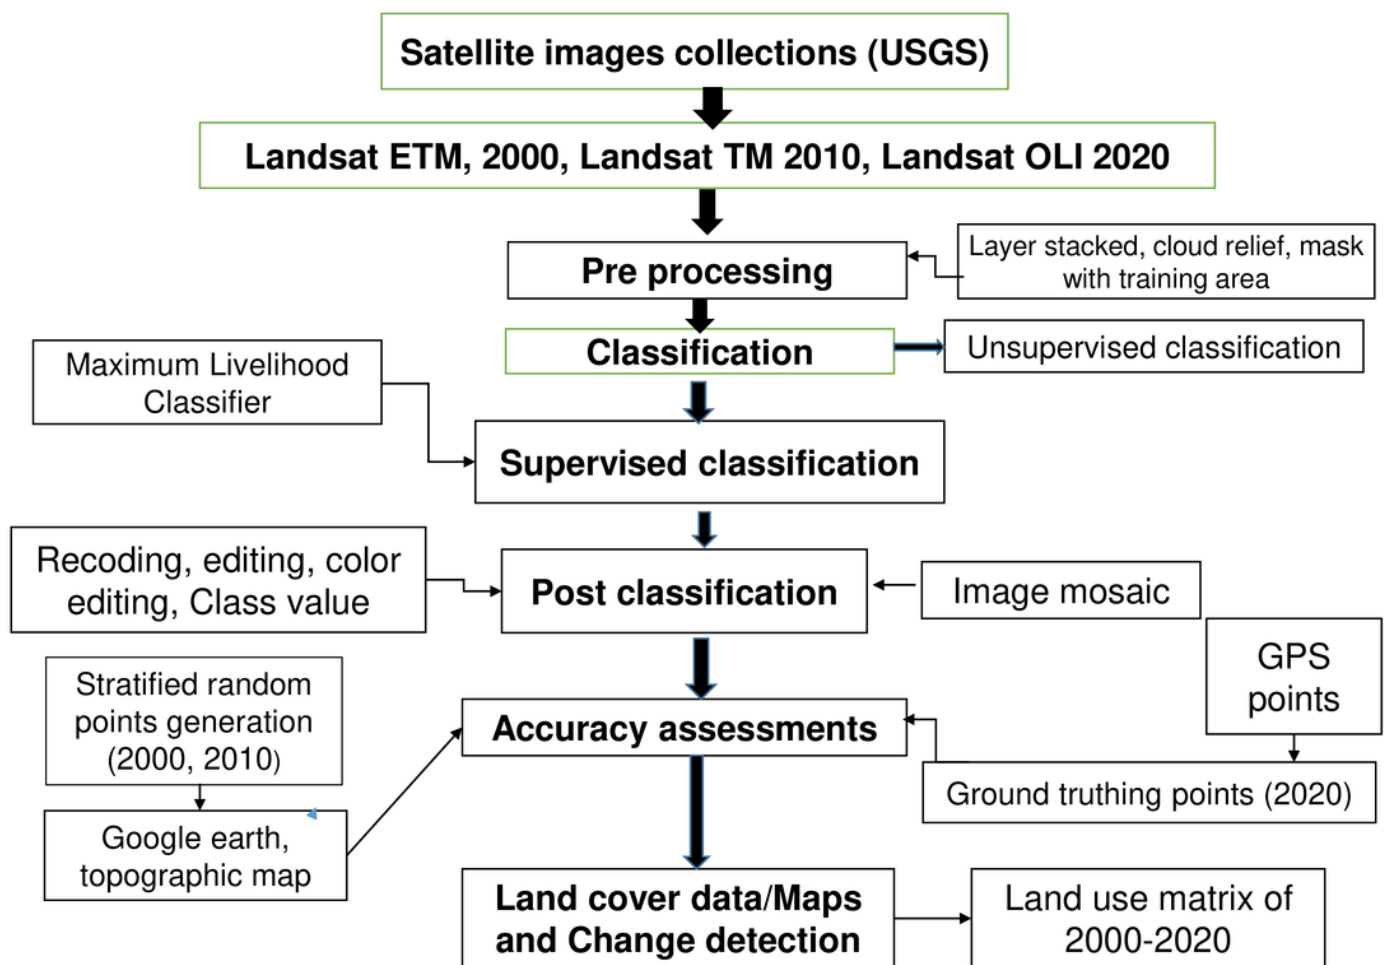 Satellite images collections (USGS)
Landsat ETM, 2000, Landsat TM 2010, Landsat OLI 2020
Pre processing
Layer stacked, cloud relief, mask
with training area
Classification
Unsupervised classification
Maximum Livelihood
Classifier
Supervised classification
Recoding, editing, color
editing, Class value
Post classification
Image mosaic
GPS
points
Stratified random
points generation
(2000, 2010)
Accuracy assessments
Ground truthing points (2020)
Google earth,
topographic map
Land cover data/Maps
and Change detection
Land use matrix of
2000-2020